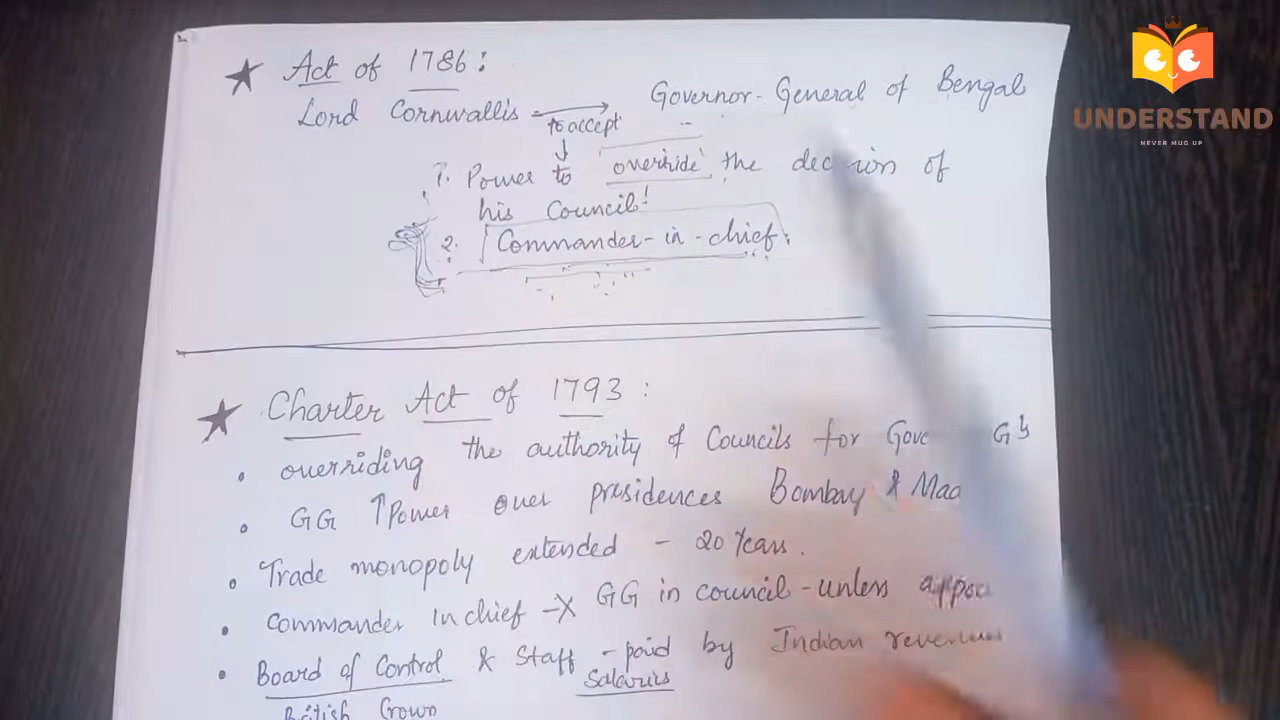 ★ Act of 1786:
Lord Cornwallis → Governor-General of Bengal
to accept
↓
1. Power to override the of
his Council!
2. Commander-in-chief.
★ Charter Act of 1793:
• overriding the authority of Councils for
• GG ↑Power over presidences Bombay &
• Trade monopoly extended - 20 Years.
• Commander in chief -X GG in council - unless
• Board of Control & Staff - paid by Indian
Salaries
British Crown
UNDERSTAND
NEVER MUG UP